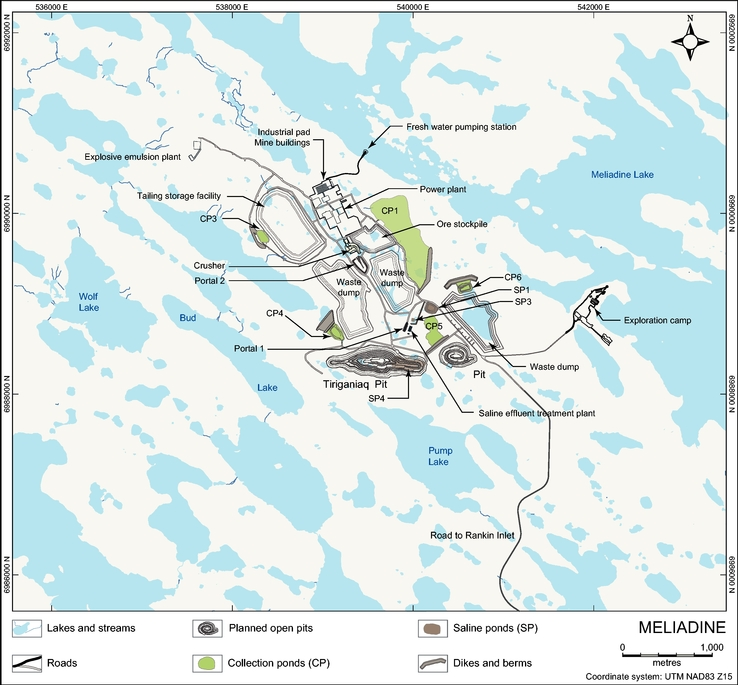 536000 E
538000 E
540000 E
542000 E
6992000 N
6992000 N
N
Industrial pad
Mine buildings
Fresh water pumping station
Explosive emulsion plant
Meliadine Lake
Power plant
Tailing storage facility
6990000 N
6990000 N
CP1
CP3
Ore stockpile
Crusher
Portal 2
Waste
dump
Waste
dump
CP6
SP1
SP3
Wolf
Lake
Bud
CP4
CP5
Exploration camp
Portal 1
Waste dump
Tiriganiaq Pit
Pit
Lake
SP4
6988000 N
6988000 N
Saline effluent treatment plant
Pump
Lake
Road to Rankin Inlet
6986000 N
6986000 N
Lakes and streams
Planned open pits
Saline ponds (SP)
MELIADINE
Roads
Collection ponds (CP)
Dikes and berms
0
1,000
metres
Coordinate system: UTM NAD83 Z15